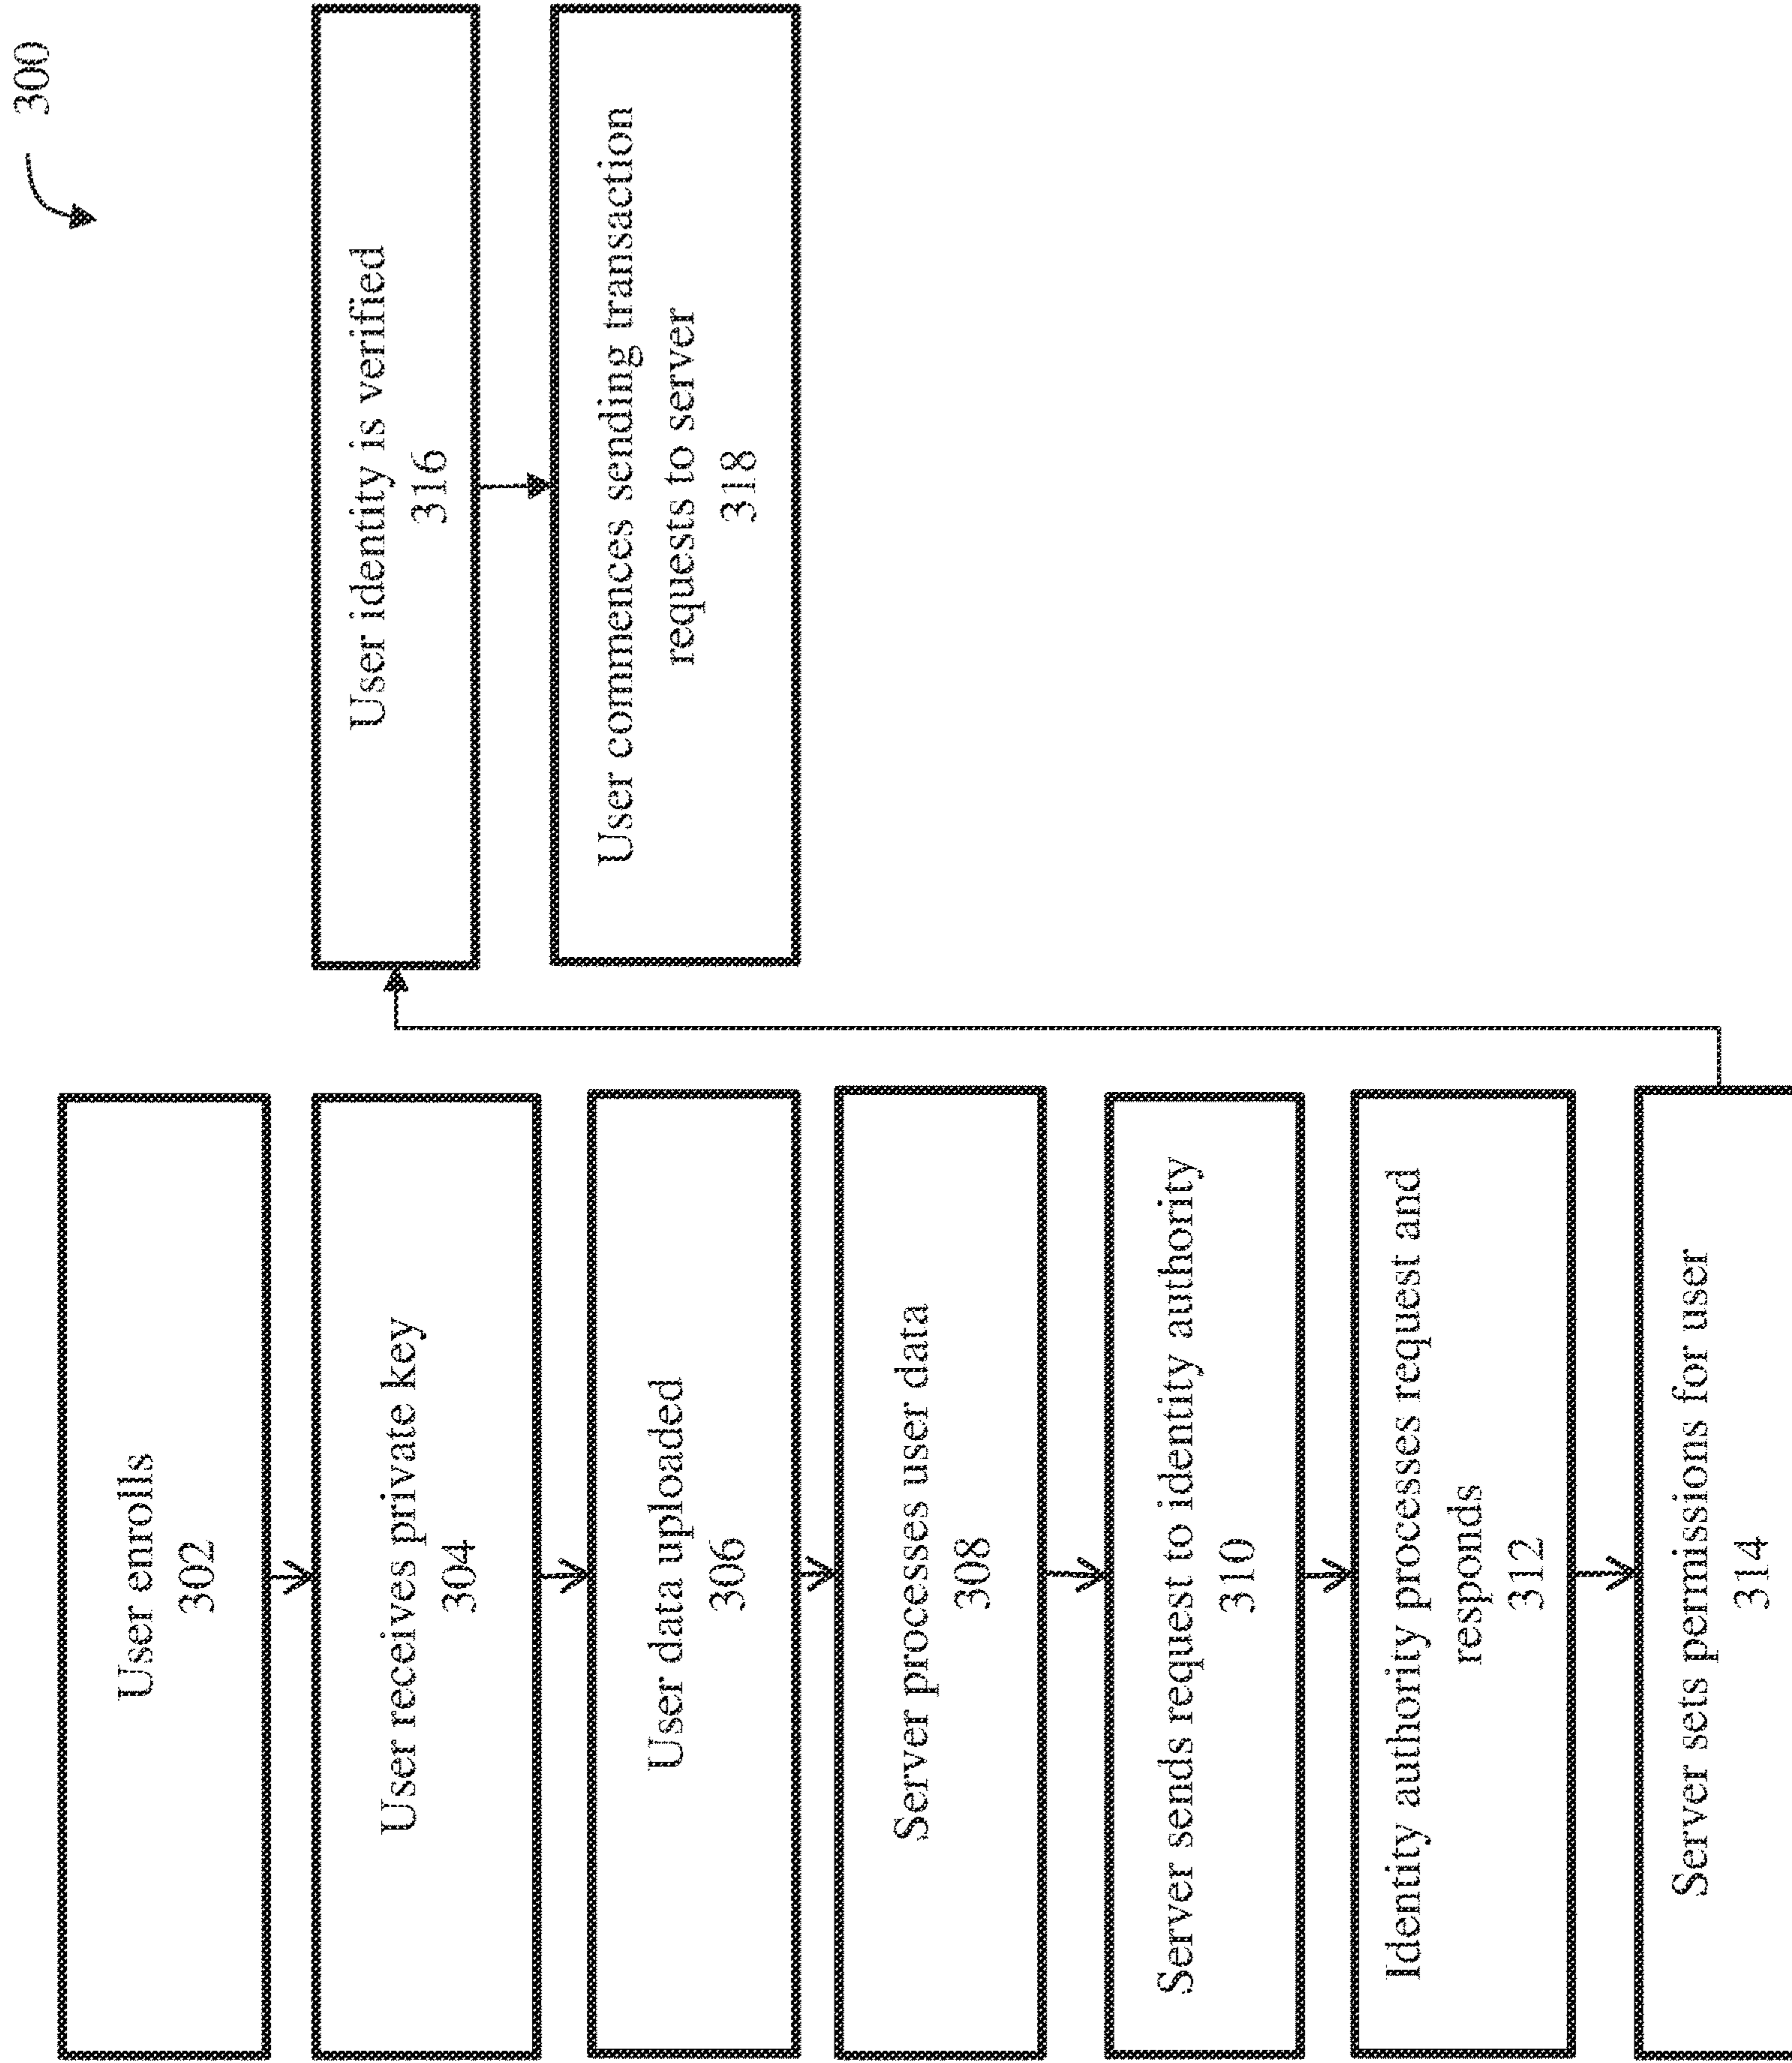 300
User enrolls
302
User receives private key
304
User data uploaded
306
Server processes user data
308
Server sends request to identity authority
310
Identity authority processes request and
responds
312
Server sets permissions for user
314
User identity is verified
316
User commences sending transaction
requests to server
318